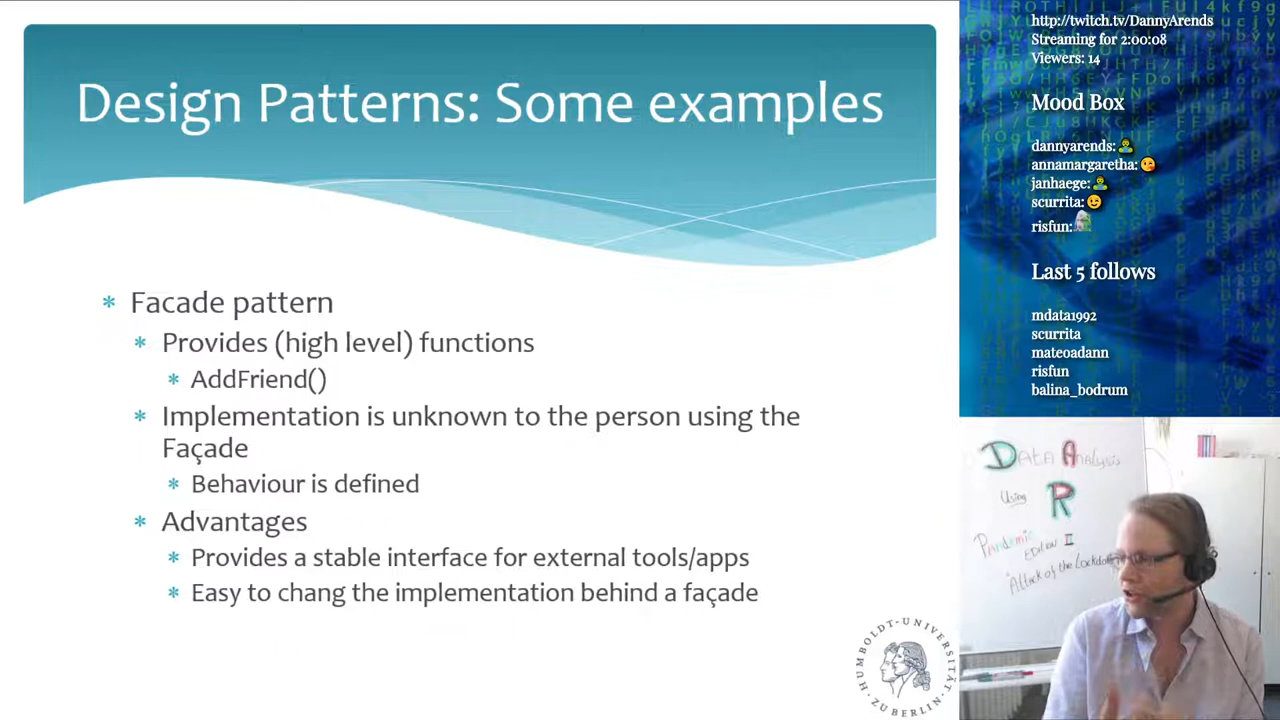 Design Patterns: Some examples
Facade pattern
Provides (high level) functions
AddFriend()
Implementation is unknown to the person using the
Façade
Behaviour is defined
Advantages
Provides a stable interface for external tools/apps
Easy to chang the implementation behind a façade
HUMBOLDT-UNIVERSITÄT
ZU BERLIN
http://twitch.tv/DannyArends
Streaming for 2:00:08
Viewers: 14
Mood Box
dannyarends:
annamargaretha:
janhaege:
scurrita:
risfun:
Last 5 follows
mdata1992
scurrita
mateoadann
risfun
balina_bodrum
Data Analysis
Using R
Pandemic
Edition II
"Attack of the Lockdown